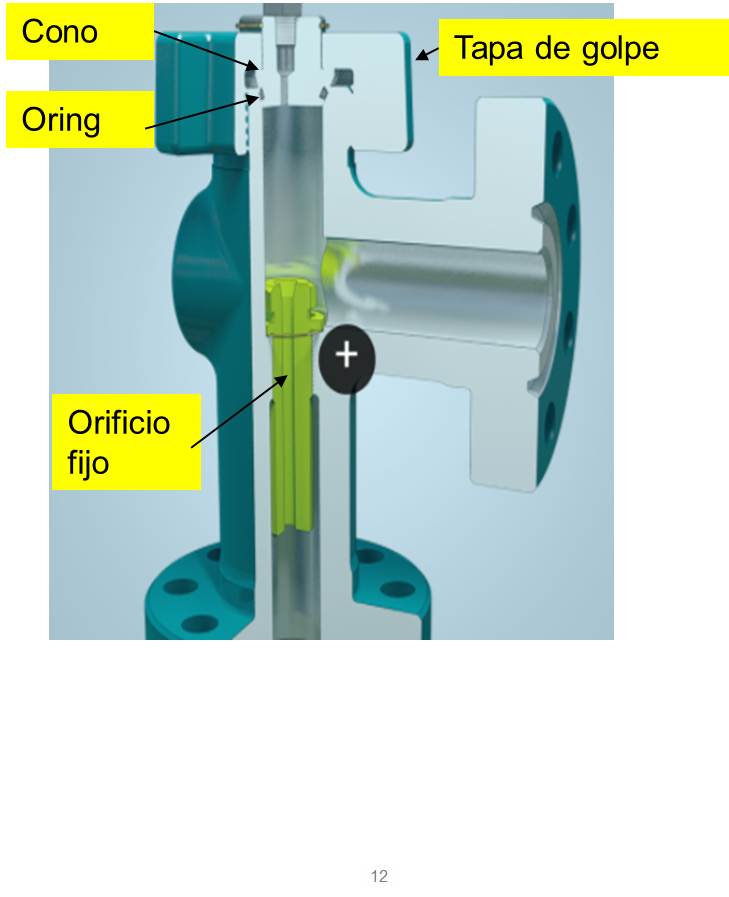 Cono
Tapa de golpe
Oring
+
Orificio
fijo
12